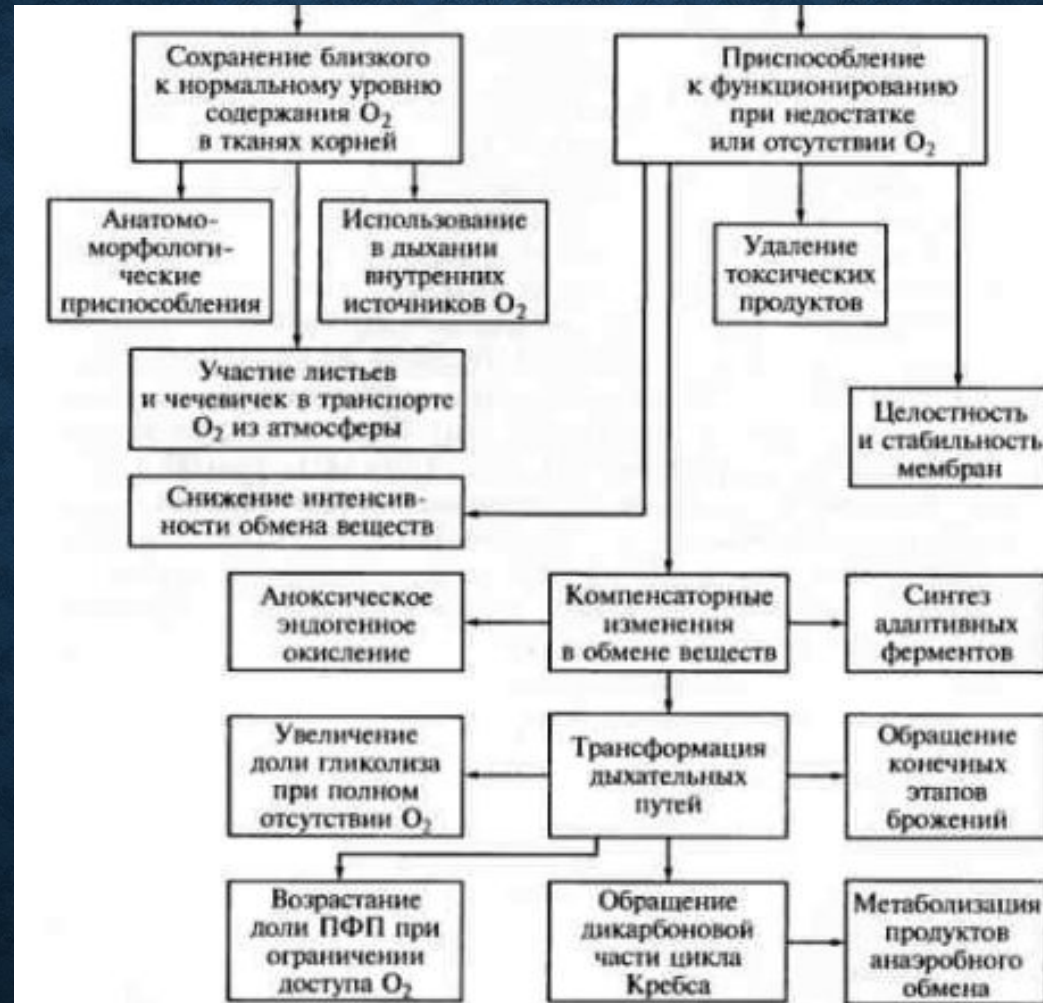 Сохранение близкого
к нормальному уровню
содержания O₂
в тканях корней
Приспособление
к функционированию
при недостатке
или отсутствии O₂
Анатомо-
морфологи-
ческие
приспособления
Использование
в дыхании
внутренних
источников O₂
Удаление
токсических
продуктов
Участие листьев
и чечевичек в транспорте
O₂ из атмосферы
Целостность
и стабильность
мембран
Снижение интенсив-
ности обмена веществ
Аноксическое
эндогенное
окисление
Компенсаторные
изменения
в обмене веществ
Синтез
адаптивных
ферментов
Увеличение
доли гликолиза
при полном
отсутствии O₂
Трансформация
дыхательных
путей
Обращение
конечных
этапов
брожений
Возрастание
доли ПФП при
ограничении
доступа O₂
Обращение
дикарбоновой
части цикла
Кребса
Метаболизация
продуктов
анаэробного
обмена